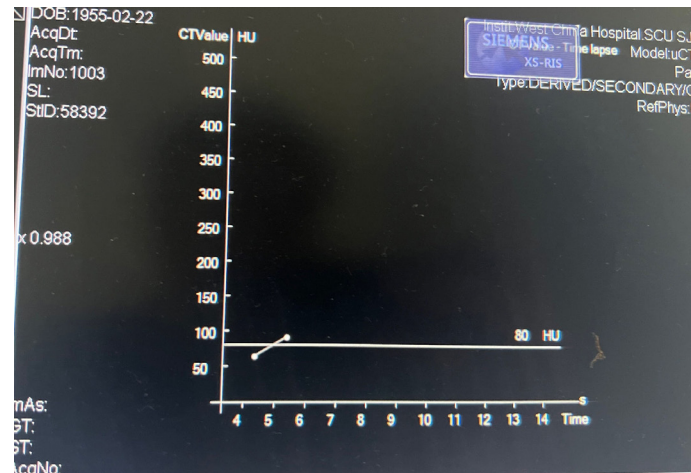 DOB:1955-02-22
AcqDt:
AcqTm:
ImNo:1003
SL:
StID:58392
x 0.988
mAs:
GT:
ST:
AcqNo:
CTValue HU
500
450
400
350
300
250
200
150
100
50
80 HU
s
4 5 6 7 8 9 10 11 12 13 14 Time
West China Hospital.SCU
SIEMENS
- Time lapse Model:uCT
XS-RIS
Pa
Type:DERIVED/SECONDARY/
RefPhys: